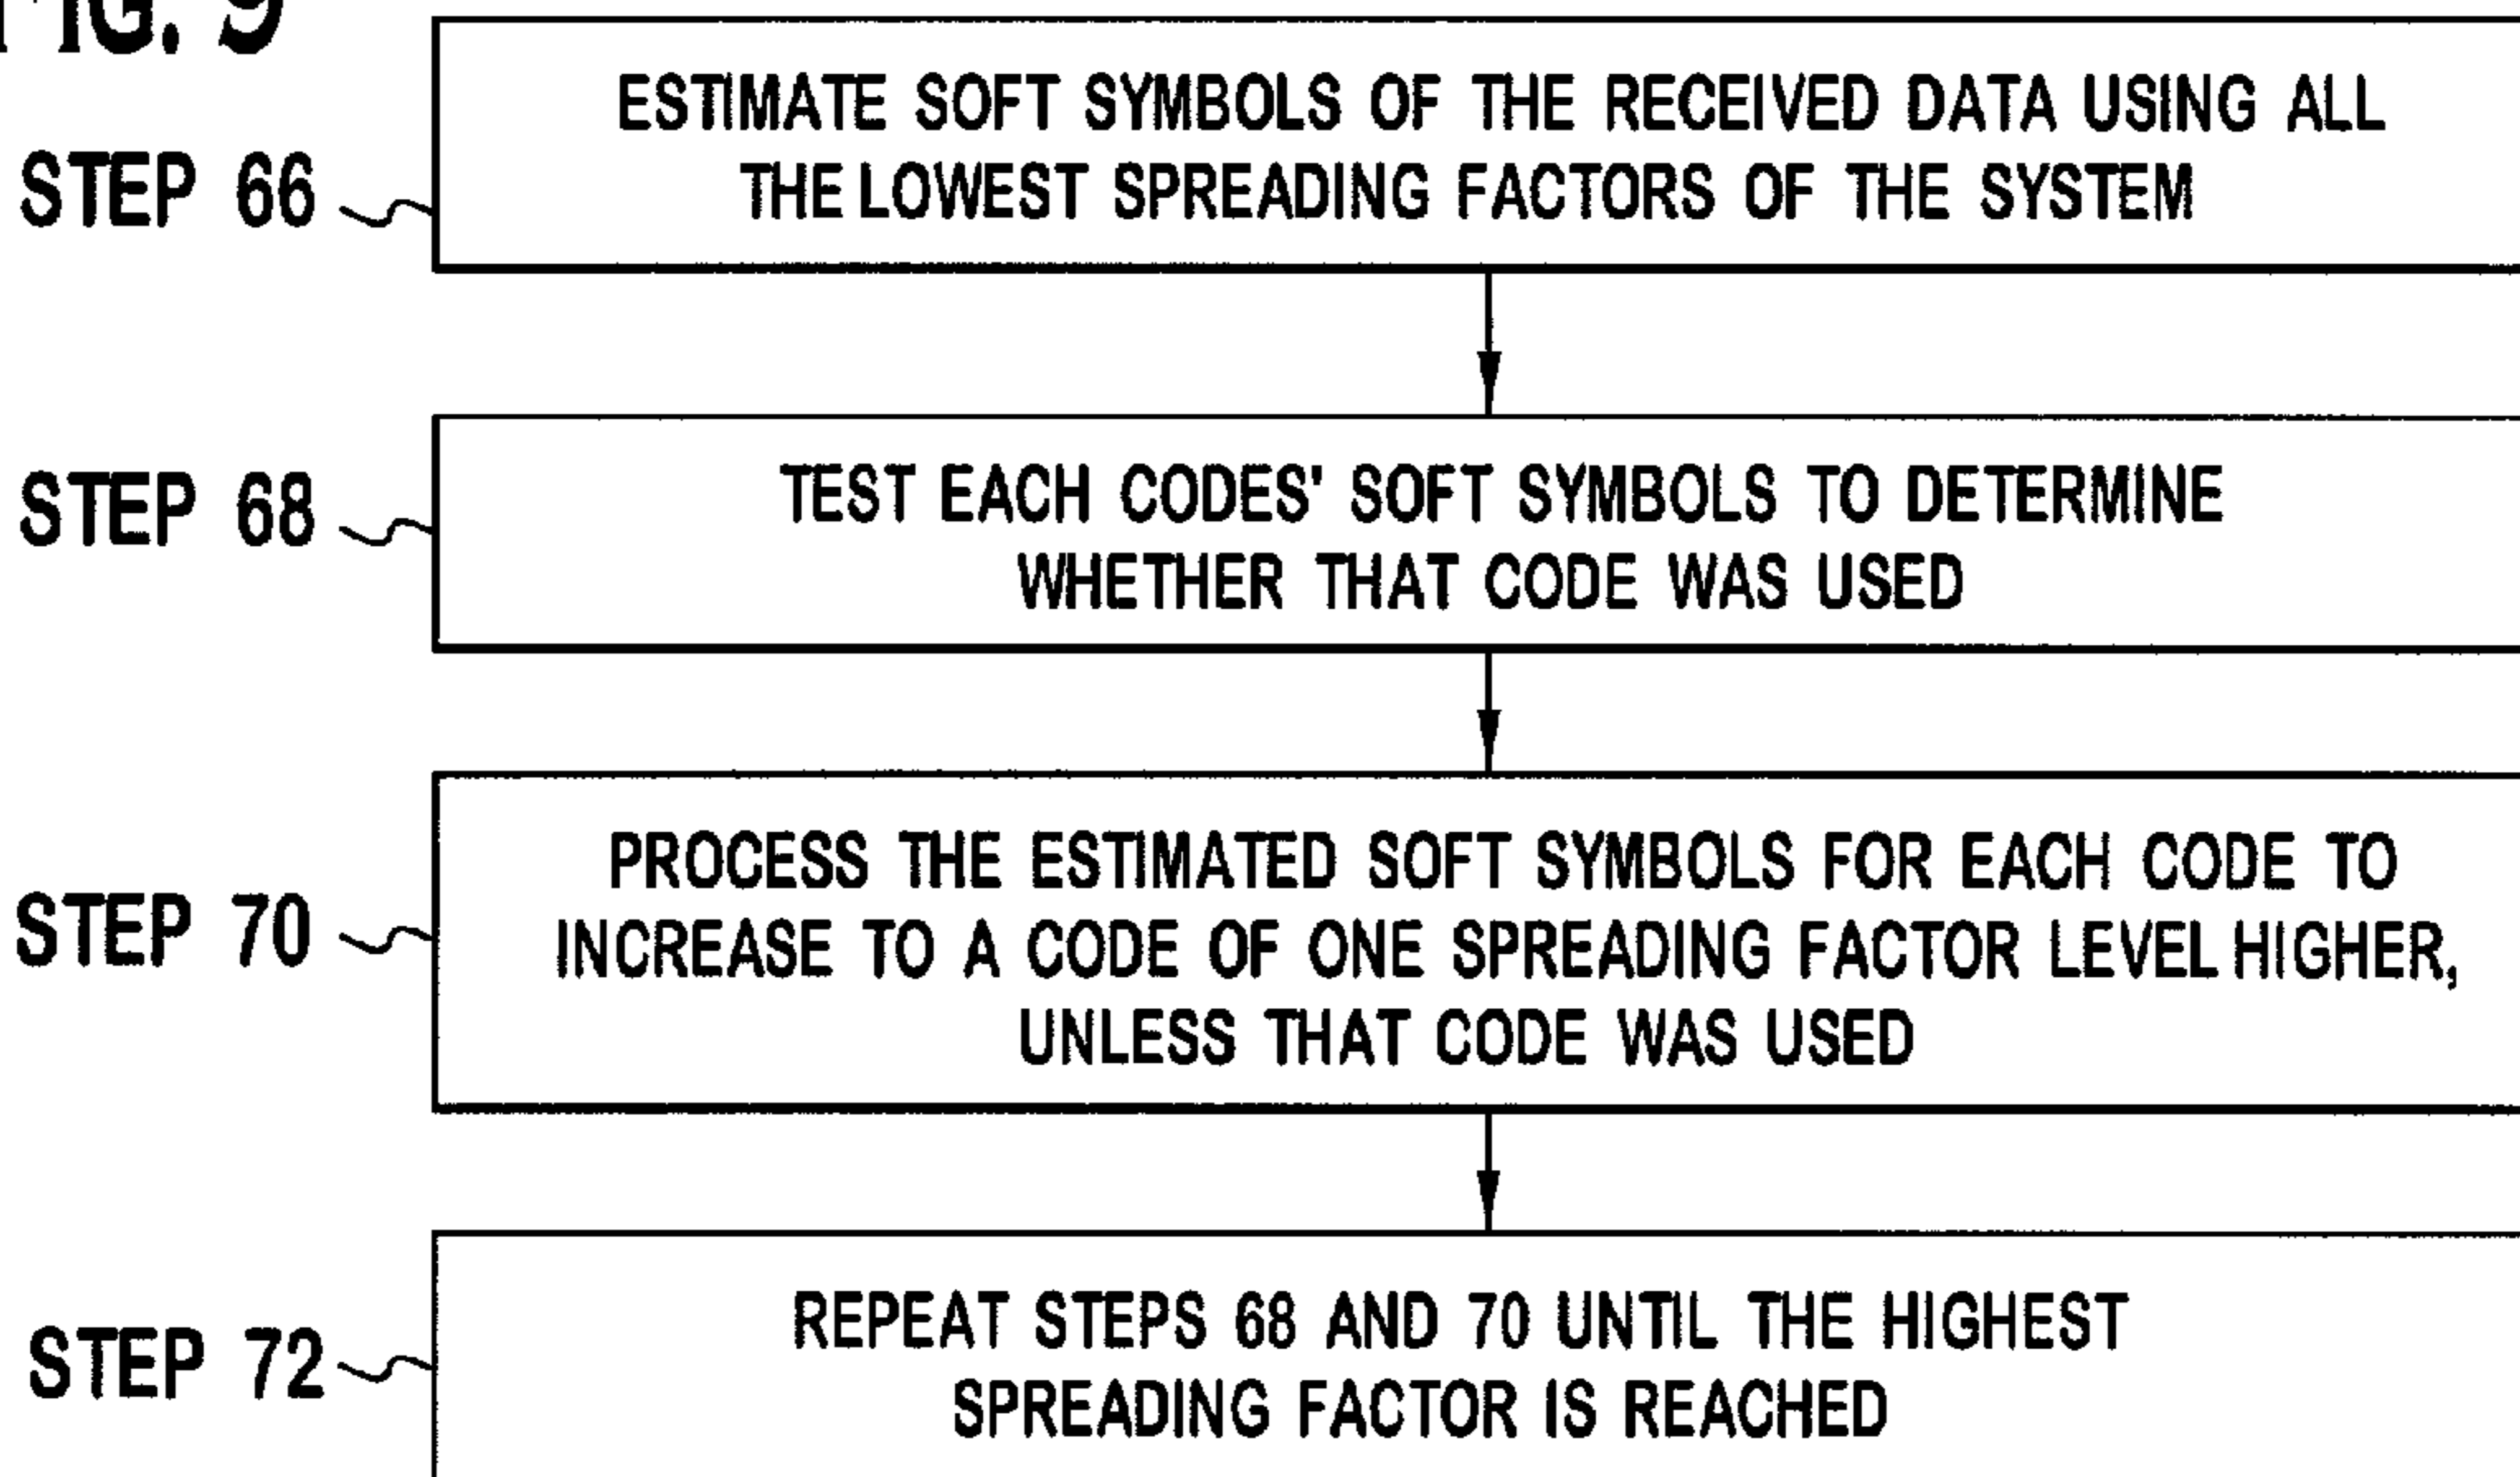 FIG. 9
ESTIMATE SOFT SYMBOLS OF THE RECEIVED DATA USING ALL
THE LOWEST SPREADING FACTORS OF THE SYSTEM
STEP 66
TEST EACH CODES' SOFT SYMBOLS TO DETERMINE
WHETHER THAT CODE WAS USED
STEP 68
PROCESS THE ESTIMATED SOFT SYMBOLS FOR EACH CODE TO
INCREASE TO A CODE OF ONE SPREADING FACTOR LEVEL HIGHER,
UNLESS THAT CODE WAS USED
STEP 70
REPEAT STEPS 68 AND 70 UNTIL THE HIGHEST
SPREADING FACTOR IS REACHED
STEP 72